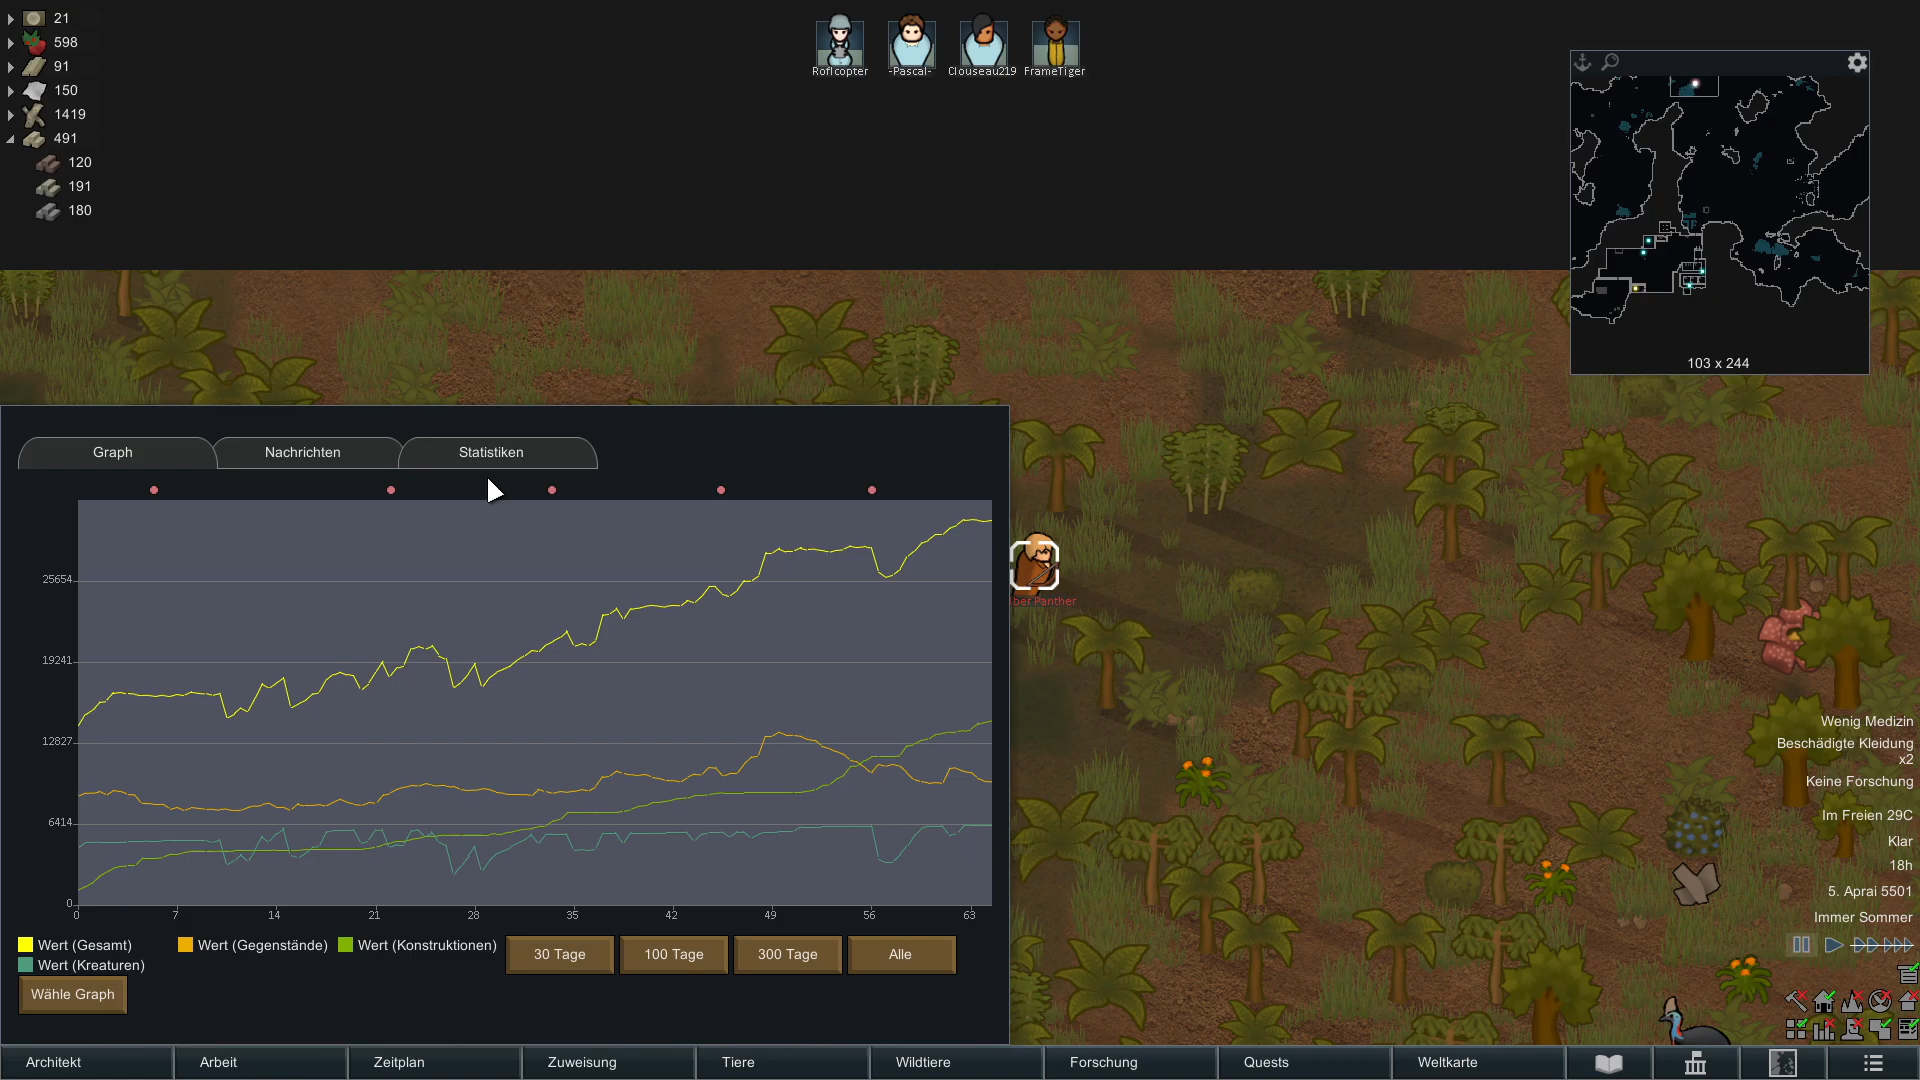 21
598
91
150
1419
491
120
191
180
Roflcopter
-Pascal-
Clouseau219
FrameTiger
103 x 244
Graph
Nachrichten
Statistiken
25654
19241
12827
6414
0
0
7
14
21
28
35
42
49
56
63
Wert (Gesamt)
Wert (Gegenstände)
Wert (Konstruktionen)
Wert (Kreaturen)
30 Tage
100 Tage
300 Tage
Alle
Wähle Graph
Panther
Wenig Medizin
Beschädigte Kleidung
x2
Keine Forschung
Im Freien 29C
Klar
18h
5. Aprai 5501
Immer Sommer
Architekt
Arbeit
Zeitplan
Zuweisung
Tiere
Wildtiere
Forschung
Quests
Weltkarte